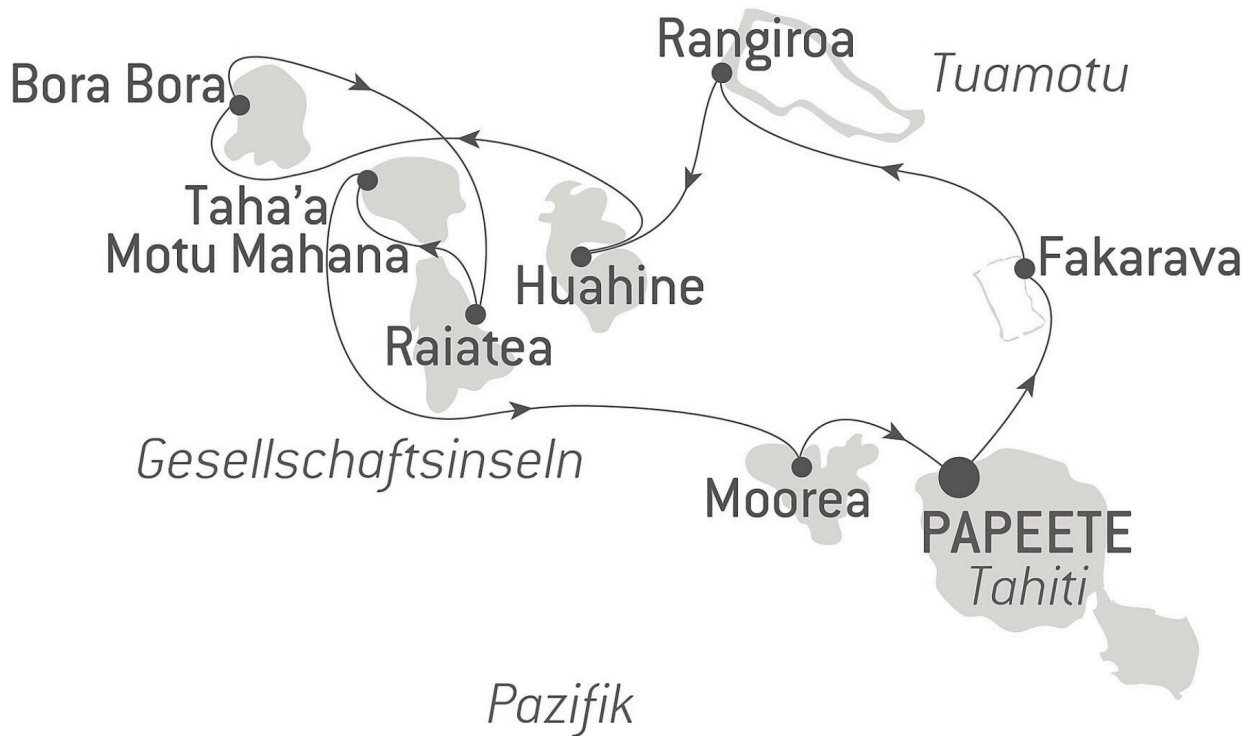 Rangiroa
Tuamotu
Bora Bora
Taha’a
Motu Mahana
Fakarava
Huahine
Raiatea
Gesellschaftsinseln
Moorea
PAPEETE
Tahiti
Pazifik